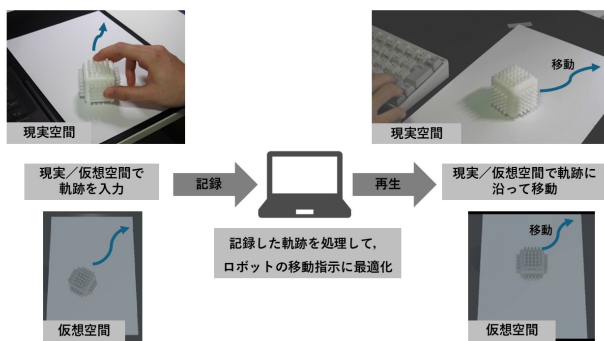 現実空間
移動
現実空間
現実／仮想空間で
軌跡を入力
記録
再生
現実／仮想空間で軌跡に
沿って移動
記録した軌跡を処理して，
ロボットの移動指示に最適化
仮想空間
移動
仮想空間